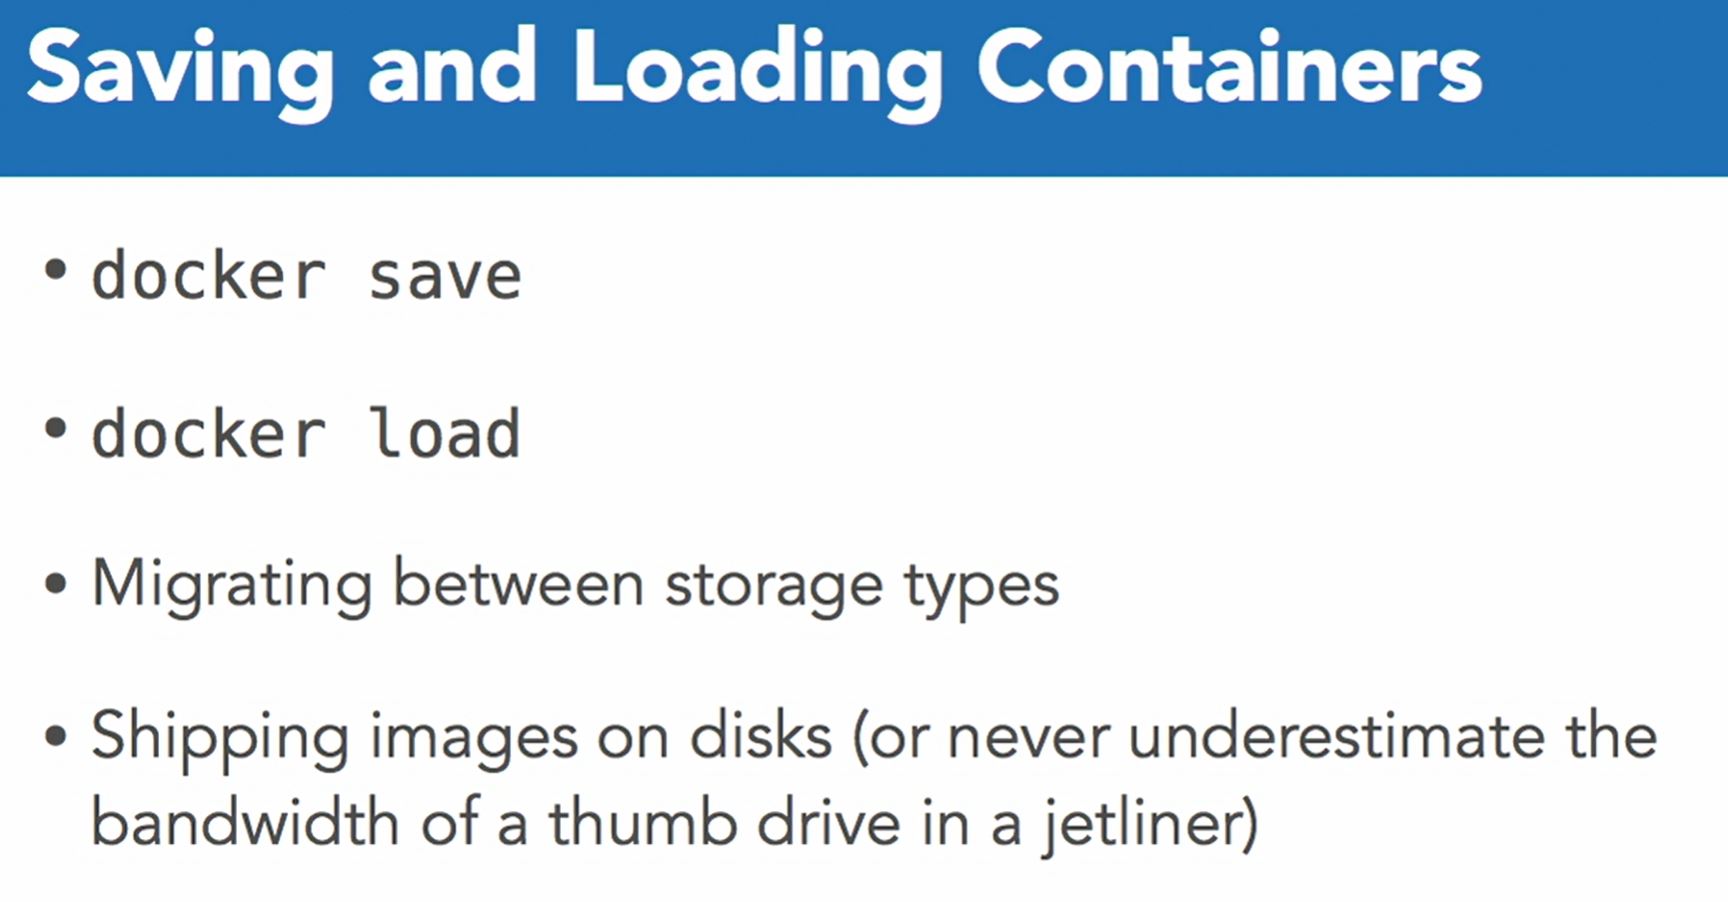 Saving and Loading Containers
• docker save
• docker load
• Migrating between storage types
• Shipping images on disks (or never underestimate the
bandwidth of a thumb drive in a jetliner)